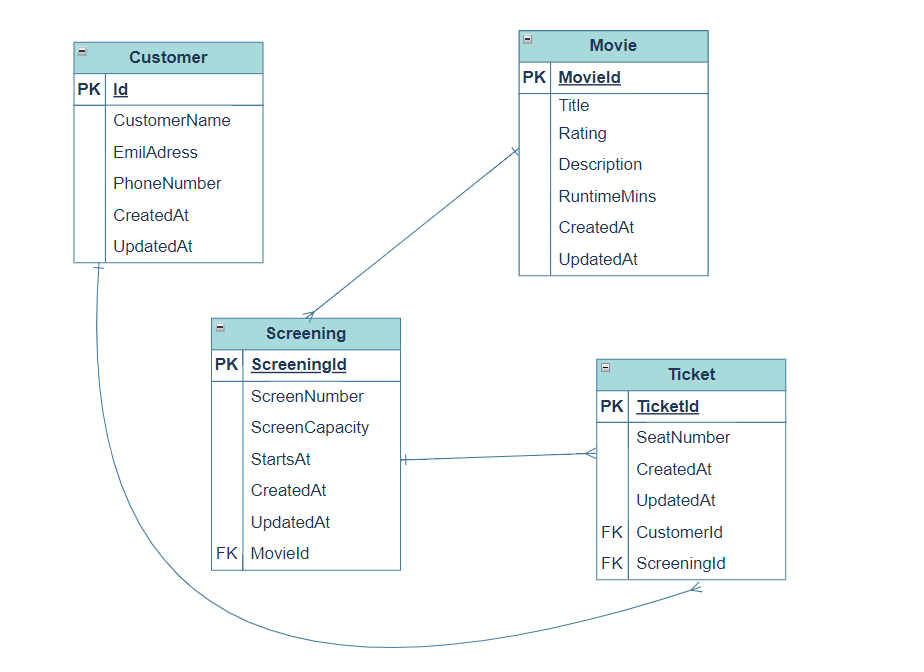 Customer
PK Id
CustomerName
EmilAdress
PhoneNumber
CreatedAt
UpdatedAt
Movie
PK MovieId
Title
Rating
Description
RuntimeMins
CreatedAt
UpdatedAt
Screening
PK ScreeningId
ScreenNumber
ScreenCapacity
StartsAt
CreatedAt
UpdatedAt
FK MovieId
Ticket
PK TicketId
SeatNumber
CreatedAt
UpdatedAt
FK CustomerId
FK ScreeningId